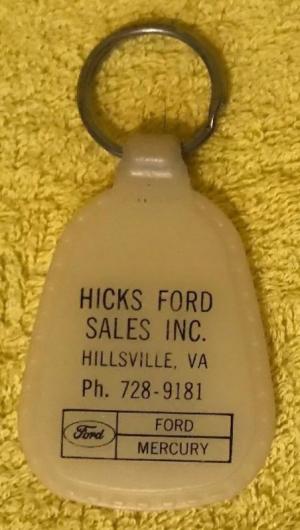 HICKS FORD
SALES INC.
HILLSVILLE, VA
Ph. 728-9181
Ford
FORD
MERCURY